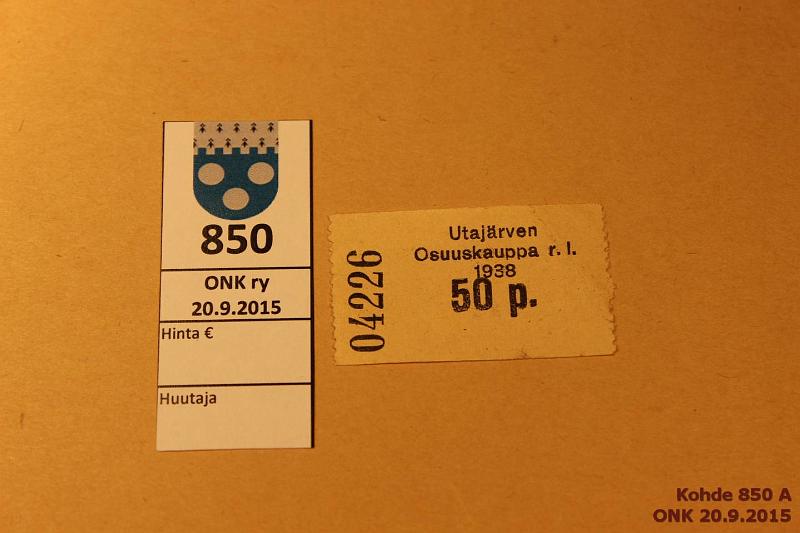 850
ONK ry
20.9.2015
Hinta €
Huutaja
04226
Utajärven
Osuuskauppa r. l.
1938
50 p.
Kohde 850 A
ONK 20.9.2015